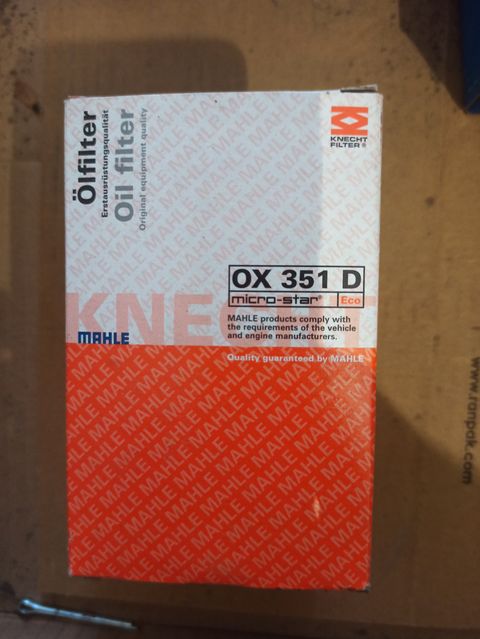 Ölfilter
Erstausrüstungsqualität
Oil filter
Original equipment quality
KNECHT
FILTER®
OX 351 D
micro-star®
Eco
KNECHT
MAHLE
MAHLE products comply with
the requirements of the vehicle
and engine manufacturers.
Quality guaranteed by MAHLE
www.ranpak.com